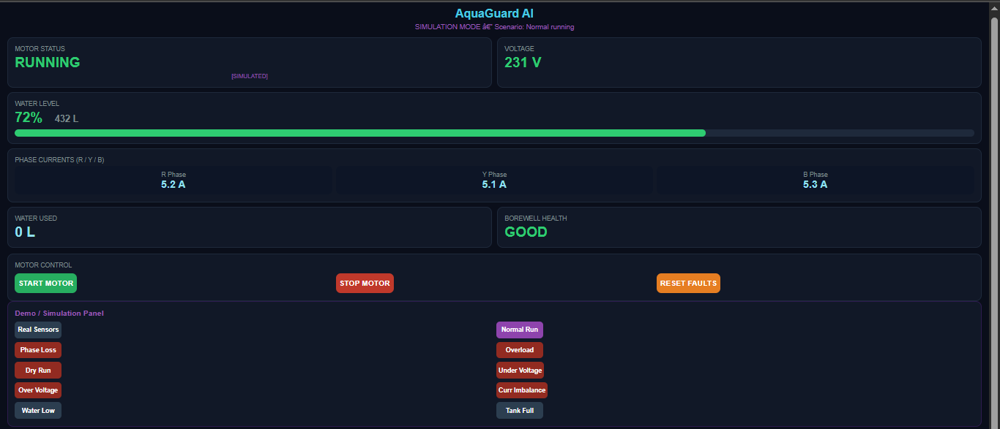 AquaGuard AI
SIMULATION MODE â€" Scenario: Normal running
MOTOR STATUS
RUNNING
[SIMULATED]
VOLTAGE
231 V
WATER LEVEL
72% 432 L
PHASE CURRENTS (R / Y / B)
R Phase
5.2 A
Y Phase
5.1 A
B Phase
5.3 A
WATER USED
0 L
BOREWELL HEALTH
GOOD
MOTOR CONTROL
START MOTOR
STOP MOTOR
RESET FAULTS
Demo / Simulation Panel
Real Sensors
Normal Run
Phase Loss
Overload
Dry Run
Under Voltage
Over Voltage
Curr Imbalance
Water Low
Tank Full